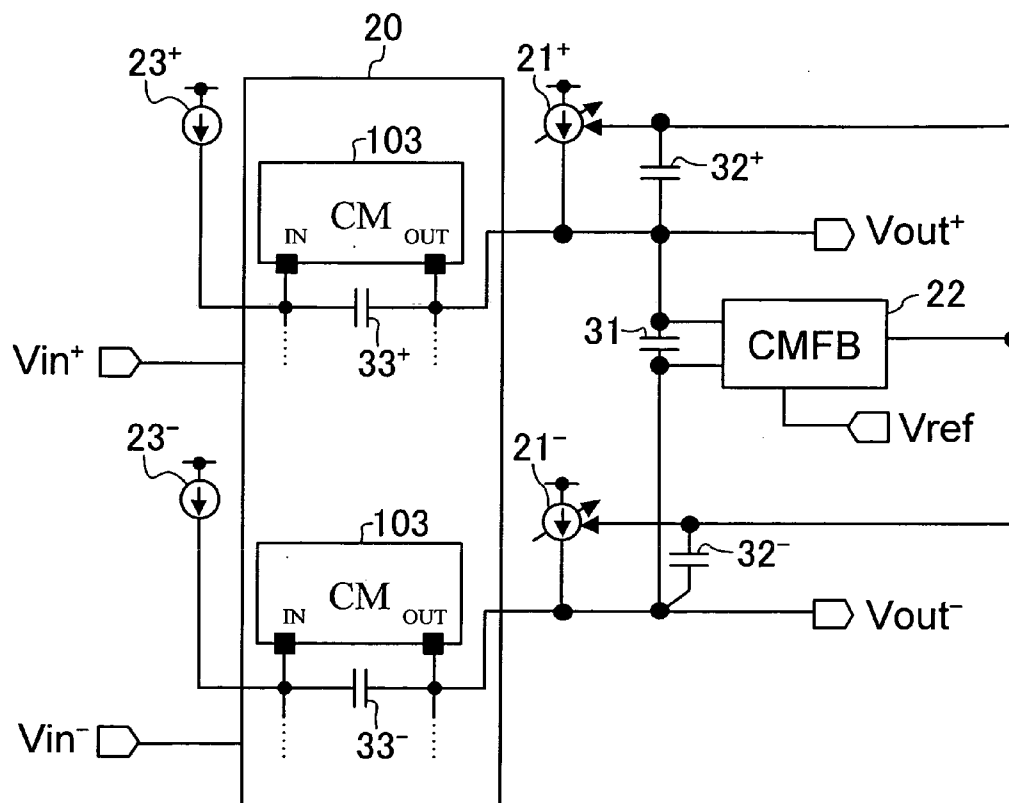 20
23⁺
21⁺
103
32⁺
CM
IN
OUT
Vout⁺
22
31
CMFB
33⁺
Vin⁺
Vref
23⁻
21⁻
103
32⁻
CM
IN
OUT
Vout⁻
33⁻
Vin⁻